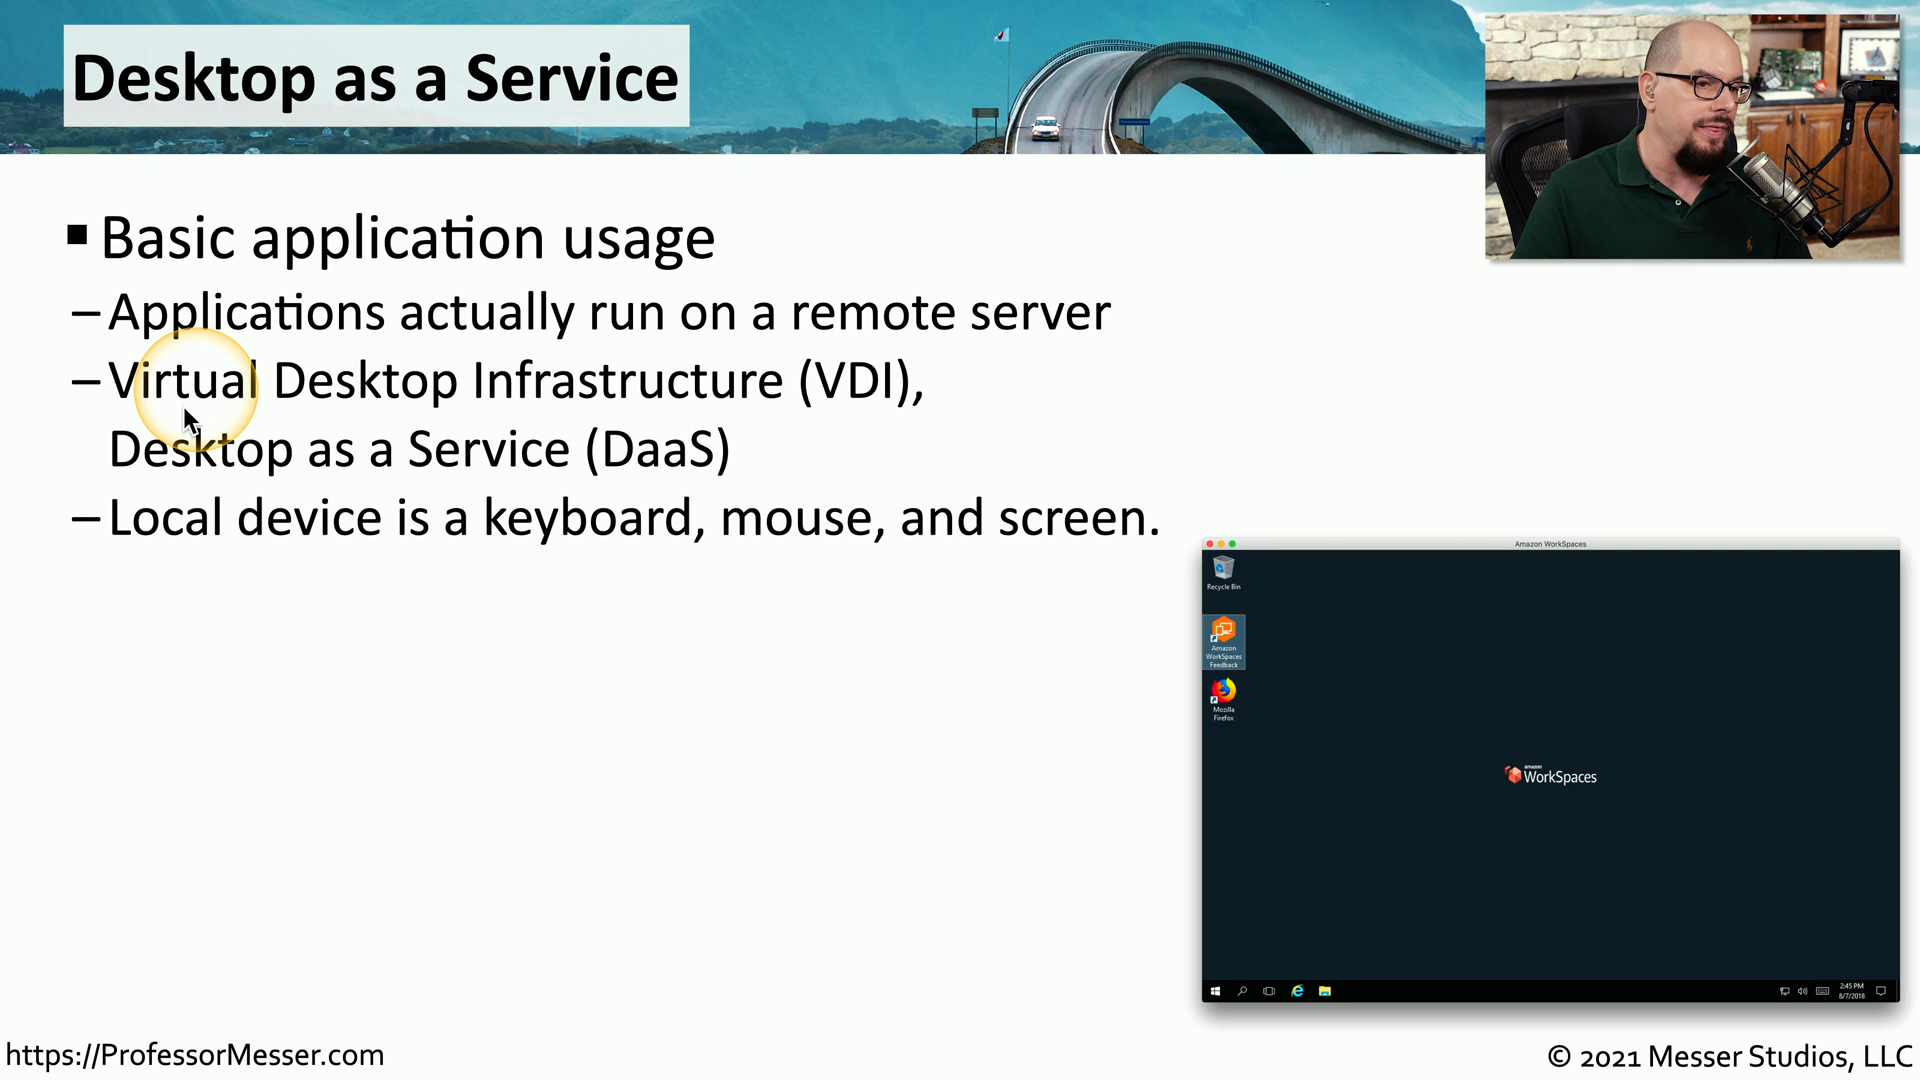 Desktop as a Service
▪ Basic application usage
– Applications actually run on a remote server
– Virtual Desktop Infrastructure (VDI),
Desktop as a Service (DaaS)
– Local device is a keyboard, mouse, and screen.
Amazon WorkSpaces
Recycle Bin
Amazon
WorkSpaces
Feedback
Mozilla
Firefox
amazon
WorkSpaces
2:45 PM
8/7/2018
https://ProfessorMesser.com
© 2021 Messer Studios, LLC